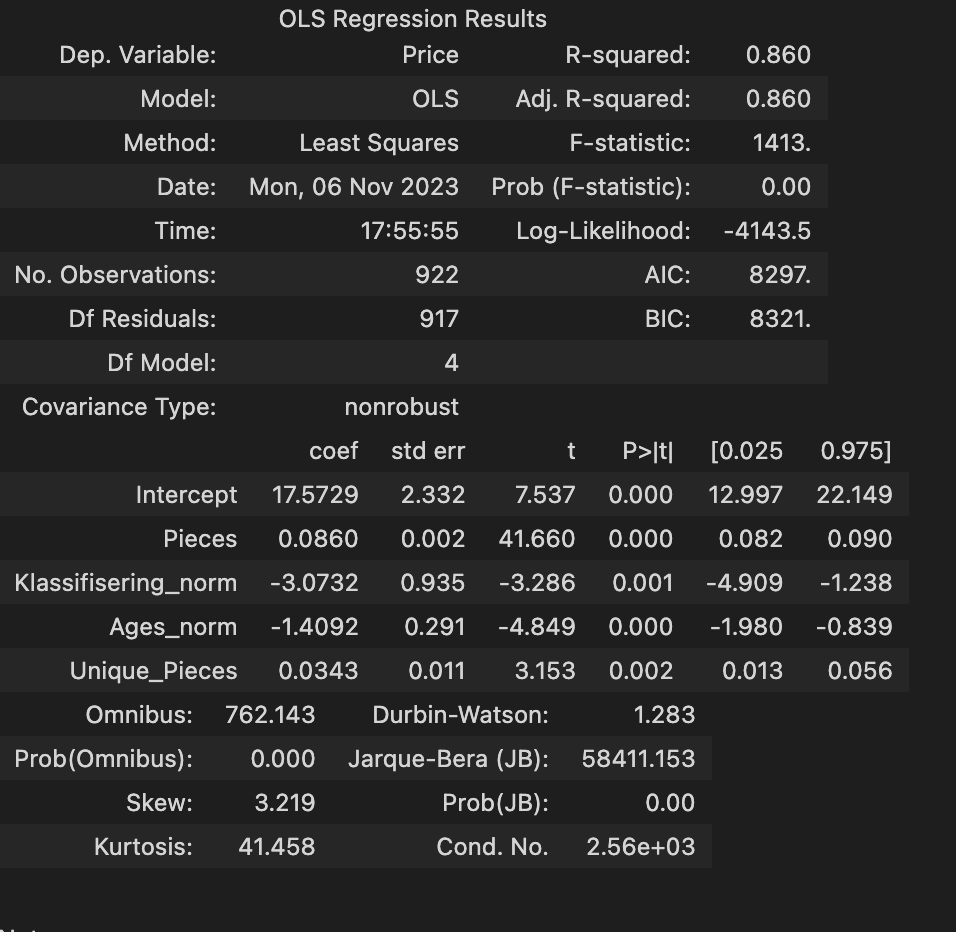 OLS Regression Results
Dep. Variable: Price R-squared: 0.860
Model: OLS Adj. R-squared: 0.860
Method: Least Squares F-statistic: 1413.
Date: Mon, 06 Nov 2023 Prob (F-statistic): 0.00
Time: 17:55:55 Log-Likelihood: -4143.5
No. Observations: 922 AIC: 8297.
Df Residuals: 917 BIC: 8321.
Df Model: 4
Covariance Type: nonrobust
coef std err t P>|t| [0.025 0.975]
Intercept 17.5729 2.332 7.537 0.000 12.997 22.149
Pieces 0.0860 0.002 41.660 0.000 0.082 0.090
Klassifisering_norm -3.0732 0.935 -3.286 0.001 -4.909 -1.238
Ages_norm -1.4092 0.291 -4.849 0.000 -1.980 -0.839
Unique_Pieces 0.0343 0.011 3.153 0.002 0.013 0.056
Omnibus: 762.143 Durbin-Watson: 1.283
Prob(Omnibus): 0.000 Jarque-Bera (JB): 58411.153
Skew: 3.219 Prob(JB): 0.00
Kurtosis: 41.458 Cond. No. 2.56e+03